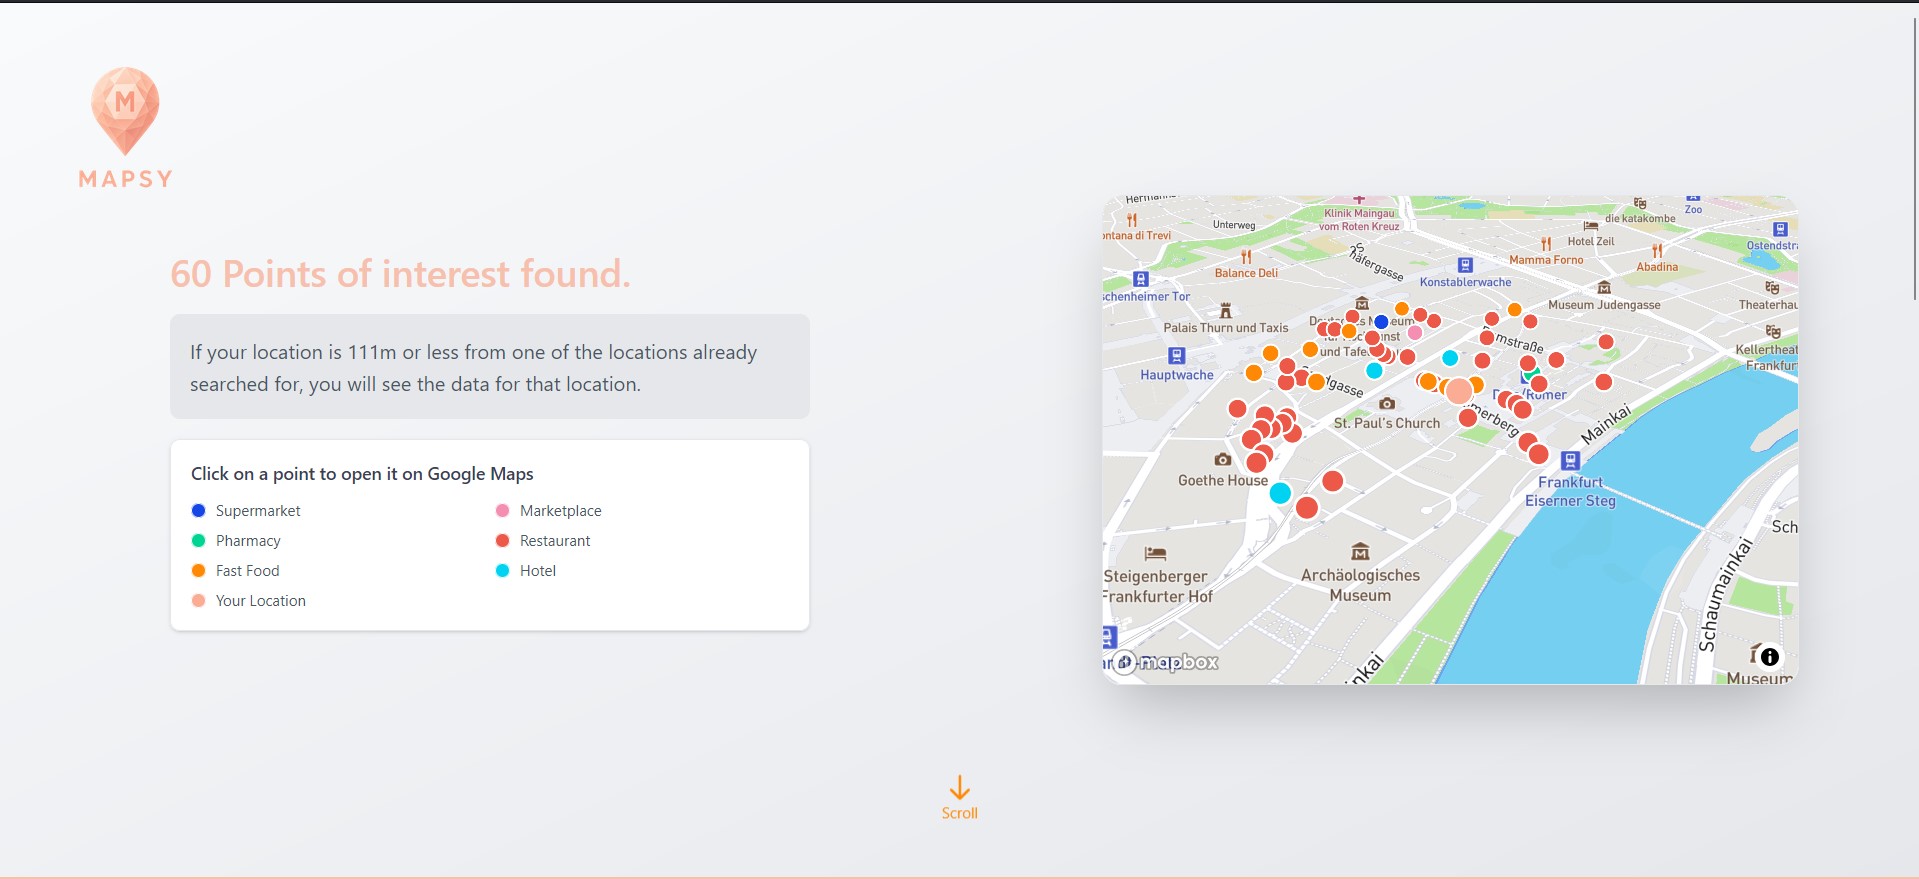 M
MAPSY
60 Points of interest found.
If your location is 111m or less from one of the locations already
searched for, you will see the data for that location.
Click on a point to open it on Google Maps
Supermarket
Marketplace
Pharmacy
Restaurant
Fast Food
Hotel
Your Location
Klinik Maingau
vom Roten Kreuz
Unterweg
ontana di Trevi
Balance Deli
häfergasse
Konstablerwache
die katakombe
Zoo
Hotel Zeil
Mamma Forno
Abadina
Ostendstra
schenheimer Tor
Museum Judengasse
Theaterhau
Palais Thurn und Taxis
Kellertheat
Frankfur
Hauptwache
St. Paul's Church
Mainkai
Goethe House
Frankfurt
Eiserner Steg
Sch
Steigenberger
Frankfurter Hof
Archäologisches
Museum
Schaumainkai
mapbox
inkai
Museum
Scroll